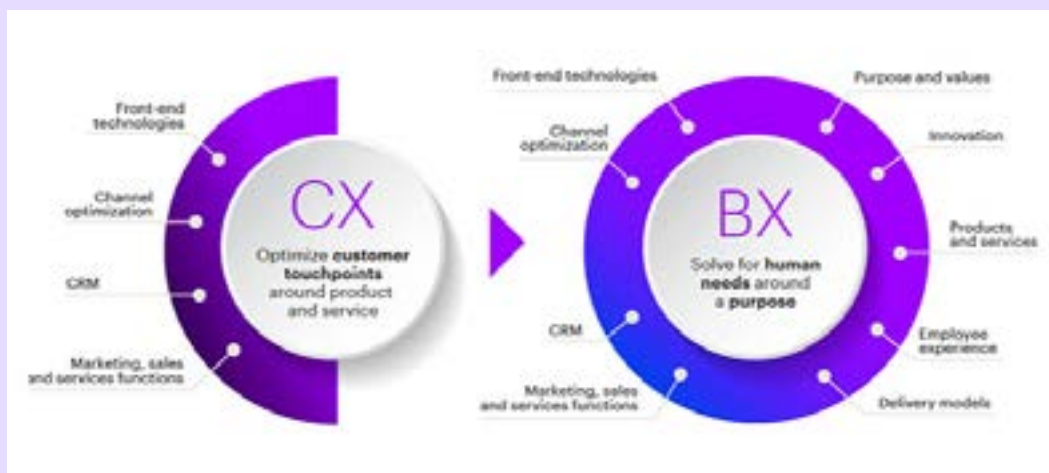 Front-end
technologies
Channel
optimization
CRM
Marketing, sales
and services functions
CX
Optimize customer
touchpoints
around product
and service
Front-end technologies
Channel
optimization
CRM
Marketing, sales
and services functions
BX
Solve for human
needs around
a purpose
Purpose and values
Innovation
Products
and services
Employee
experience
Delivery models